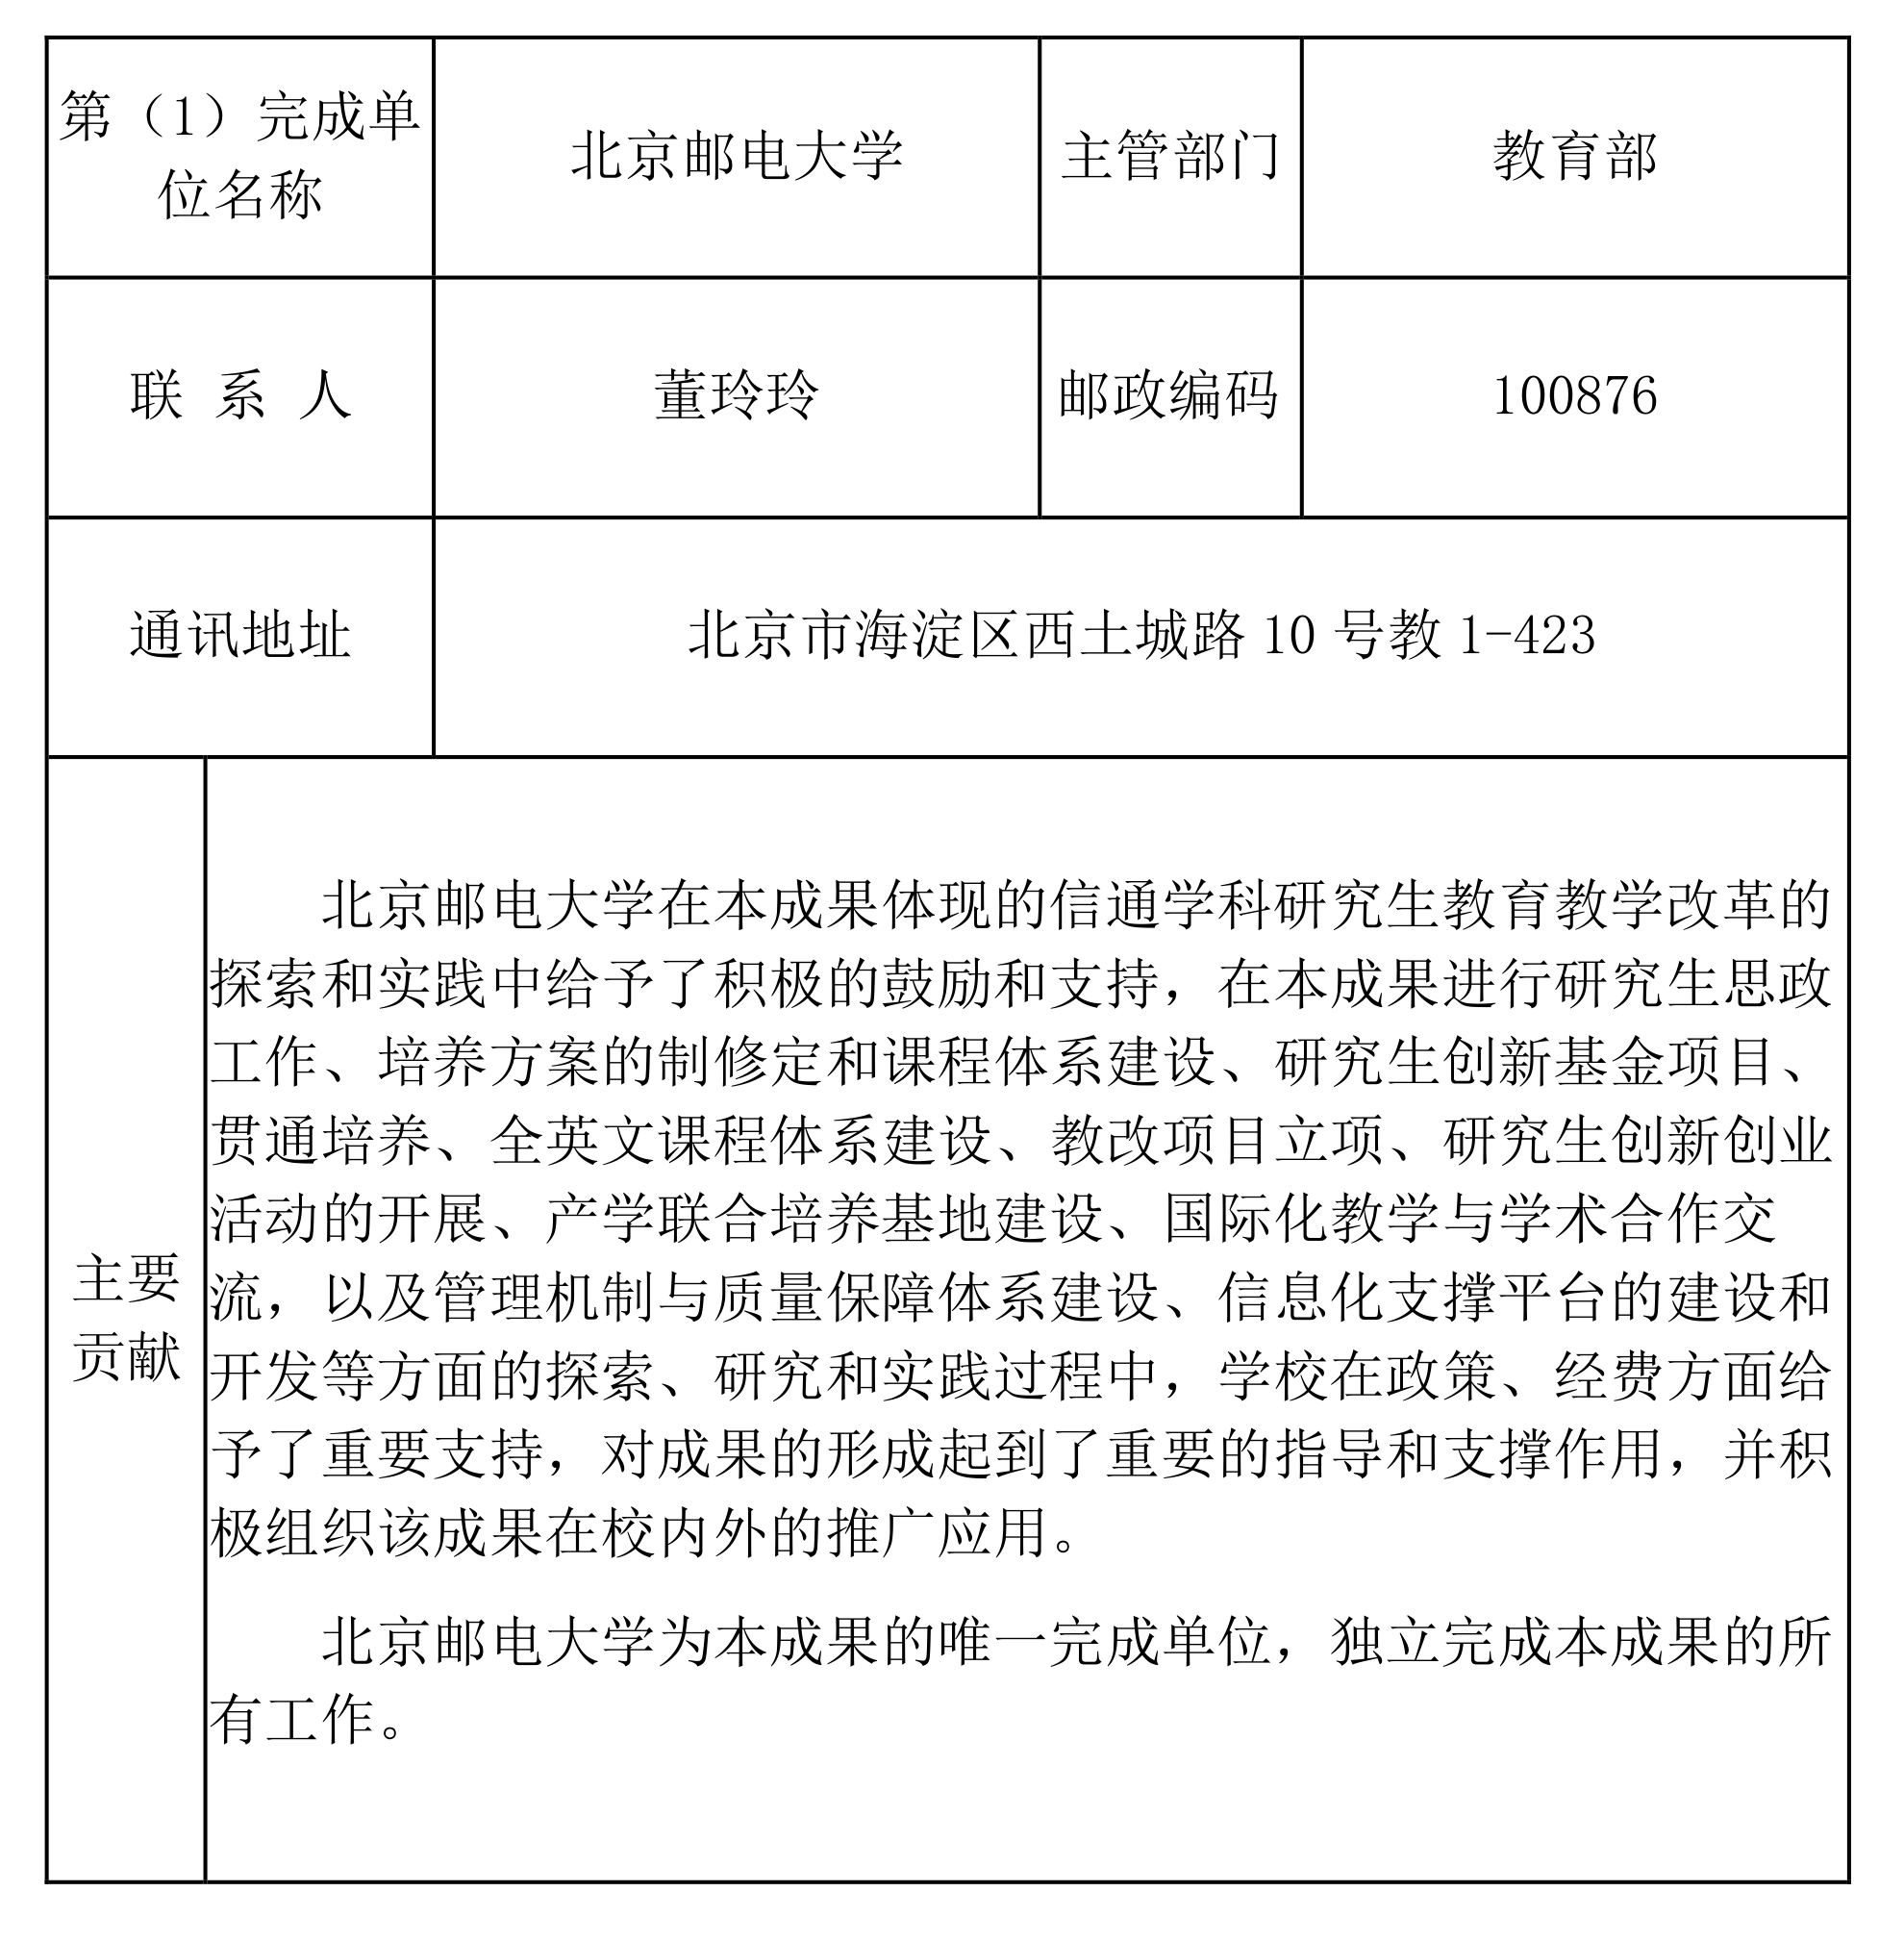 第（1）完成单
位名称
北京邮电大学
主管部门
教育部
联 系 人
董玲玲
邮政编码
100876
通讯地址
北京市海淀区西土城路 10 号教 1-423
主要
贡献
北京邮电大学在本成果体现的信通学科研究生教育教学改革的
探索和实践中给予了积极的鼓励和支持，在本成果进行研究生思政
工作、培养方案的制修定和课程体系建设、研究生创新基金项目、
贯通培养、全英文课程体系建设、教改项目立项、研究生创新创业
活动的开展、产学联合培养基地建设、国际化教学与学术合作交
流，以及管理机制与质量保障体系建设、信息化支撑平台的建设和
开发等方面的探索、研究和实践过程中，学校在政策、经费方面给
予了重要支持，对成果的形成起到了重要的指导和支撑作用，并积
极组织该成果在校内外的推广应用。
北京邮电大学为本成果的唯一完成单位，独立完成本成果的所
有工作。